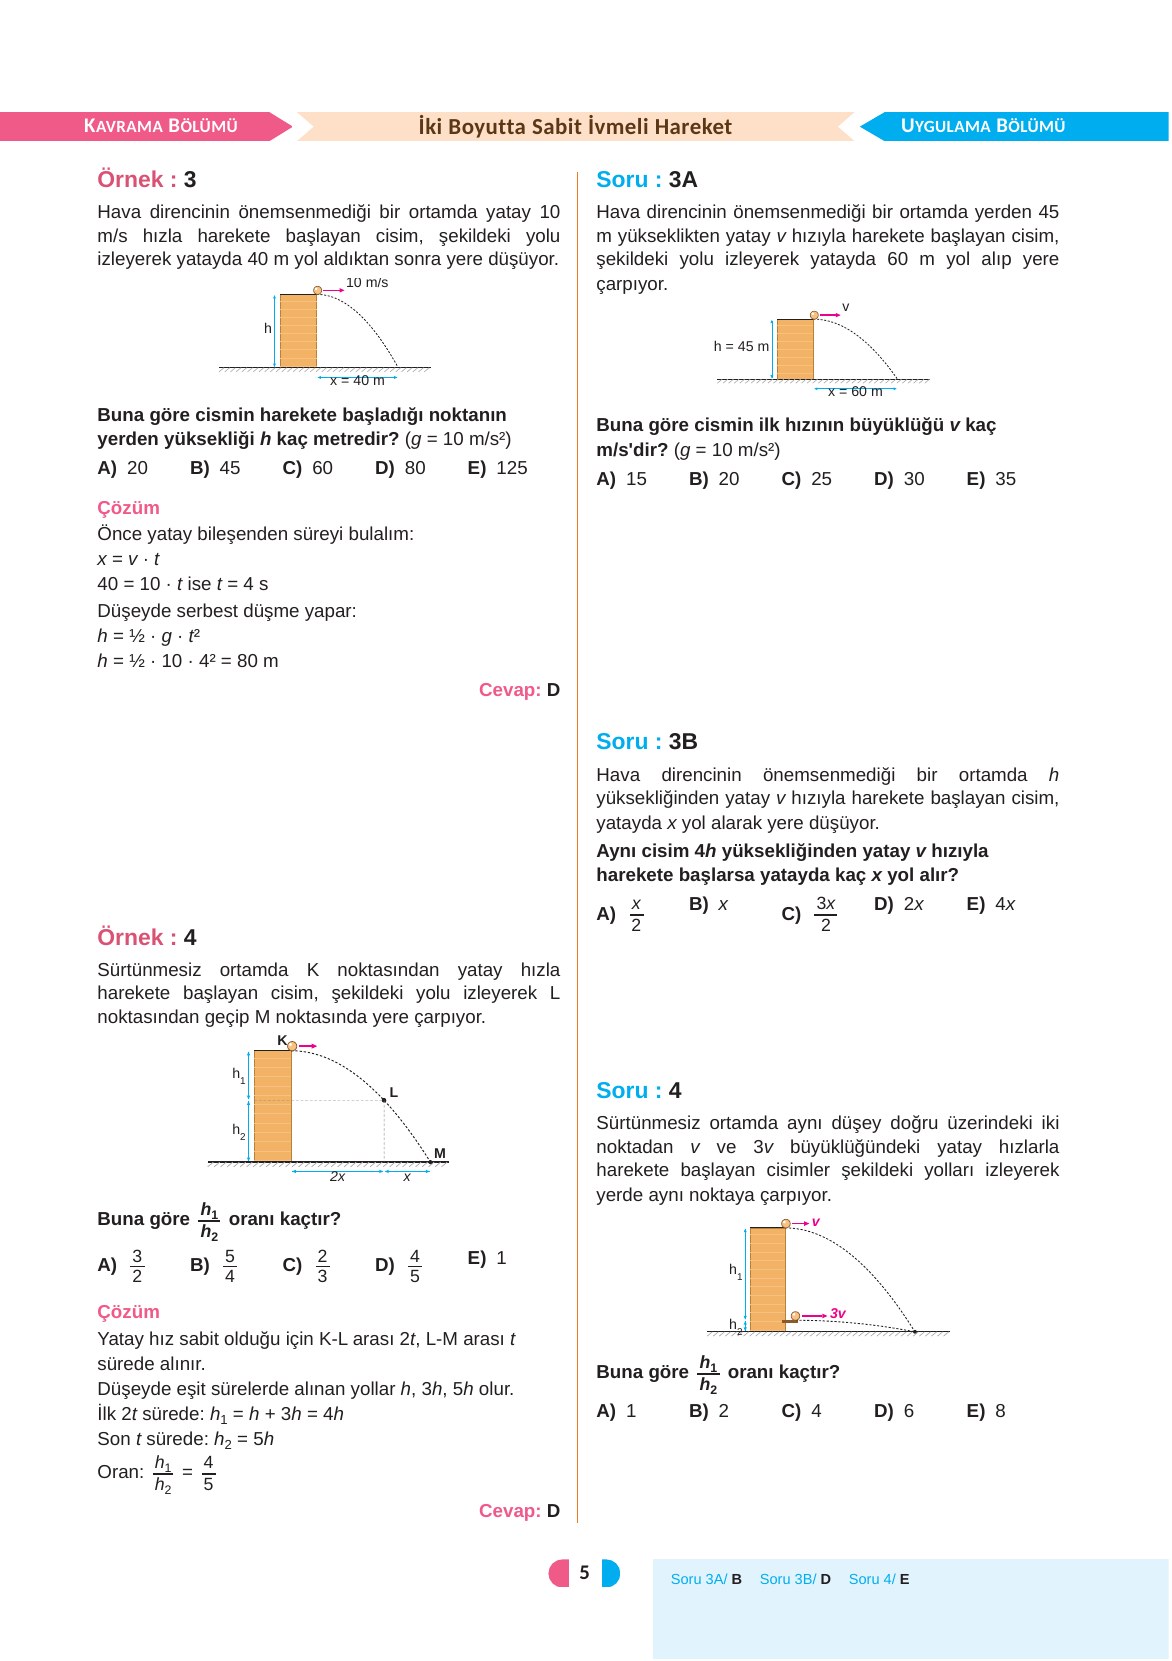 KAVRAMA BÖLÜMÜ
İki Boyutta Sabit İvmeli Hareket
UYGULAMA BÖLÜMÜ
Örnek : 3
Hava direncinin önemsenmediği bir ortamda yatay 10
m/s hızla harekete başlayan cisim, şekildeki yolu
izleyerek yatayda 40 m yol aldıktan sonra yere düşüyor.
10 m/s
h
x = 40 m
Buna göre cismin harekete başladığı noktanın
yerden yüksekliği h kaç metredir? (g = 10 m/s²)
A) 20 B) 45 C) 60 D) 80 E) 125
Çözüm
Önce yatay bileşenden süreyi bulalım:
x = v · t
40 = 10 · t ise t = 4 s
Düşeyde serbest düşme yapar:
h = ½ · g · t²
h = ½ · 10 · 4² = 80 m
Cevap: D
Örnek : 4
Sürtünmesiz ortamda K noktasından yatay hızla
harekete başlayan cisim, şekildeki yolu izleyerek L
noktasından geçip M noktasında yere çarpıyor.
K
h1
L
h2
M
2x x
Buna göre h1/h2 oranı kaçtır?
A) 3/2 B) 5/4 C) 2/3 D) 4/5 E) 1
Çözüm
Yatay hız sabit olduğu için K-L arası 2t, L-M arası t
sürede alınır.
Düşeyde eşit sürelerde alınan yollar h, 3h, 5h olur.
İlk 2t sürede: h1 = h + 3h = 4h
Son t sürede: h2 = 5h
Oran: h1/h2 = 4/5
Cevap: D
Soru : 3A
Hava direncinin önemsenmediği bir ortamda yerden 45
m yükseklikten yatay v hızıyla harekete başlayan cisim,
şekildeki yolu izleyerek yatayda 60 m yol alıp yere
çarpıyor.
v
h = 45 m
x = 60 m
Buna göre cismin ilk hızının büyüklüğü v kaç
m/s'dir? (g = 10 m/s²)
A) 15 B) 20 C) 25 D) 30 E) 35
Soru : 3B
Hava direncinin önemsenmediği bir ortamda h
yüksekliğinden yatay v hızıyla harekete başlayan cisim,
yatayda x yol alarak yere düşüyor.
Aynı cisim 4h yüksekliğinden yatay v hızıyla
harekete başlarsa yatayda kaç x yol alır?
A) x/2 B) x C) 3x/2 D) 2x E) 4x
Soru : 4
Sürtünmesiz ortamda aynı düşey doğru üzerindeki iki
noktadan v ve 3v büyüklüğündeki yatay hızlarla
harekete başlayan cisimler şekildeki yolları izleyerek
yerde aynı noktaya çarpıyor.
v
h1
3v
h2
Buna göre h1/h2 oranı kaçtır?
A) 1 B) 2 C) 4 D) 6 E) 8
5
Soru 3A/ B Soru 3B/ D Soru 4/ E